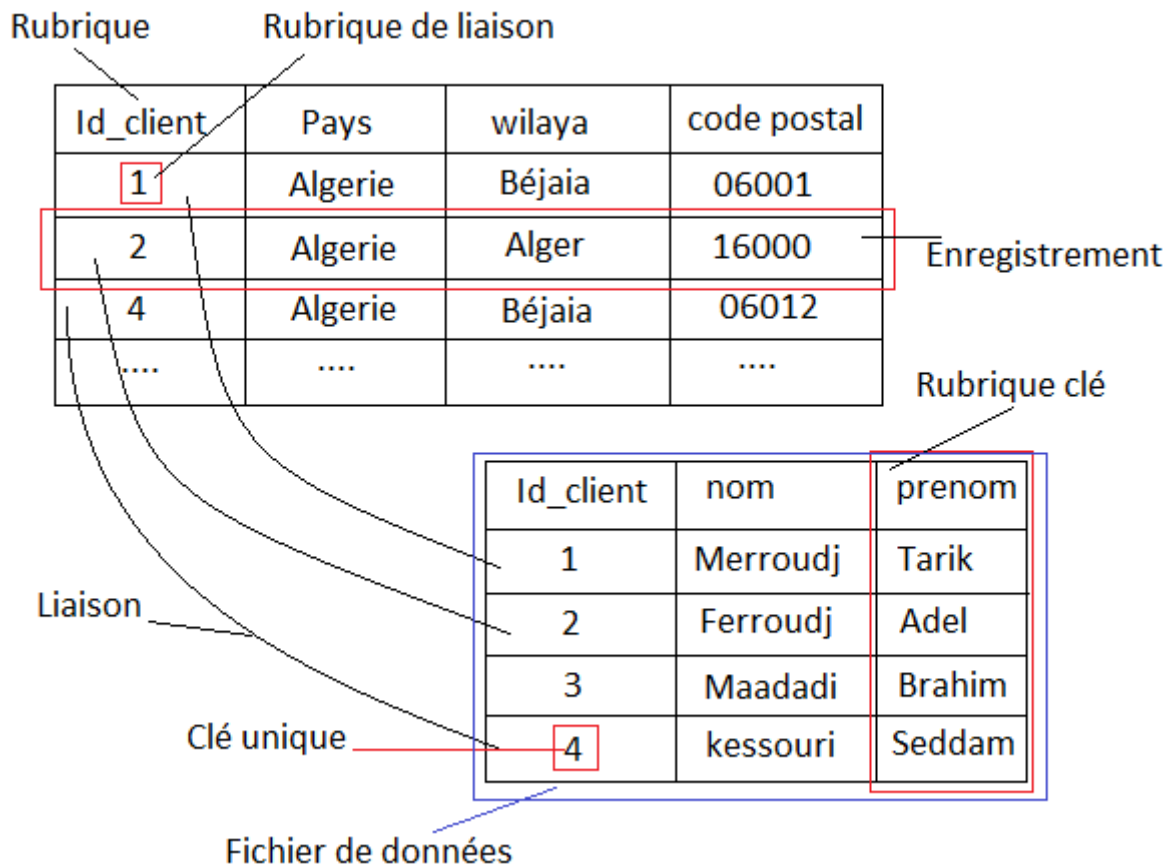 Rubrique Rubrique de liaison
Id_client Pays wilaya code postal
1 Algerie Béjaia 06001
2 Algerie Alger 16000
Enregistrement
4 Algerie Béjaia 06012
.... .... .... ....
Rubrique clé
Id_client nom prenom
1 Merroudj Tarik
Liaison
2 Ferroudj Adel
3 Maadadi Brahim
Clé unique
4 kessouri Seddam
Fichier de données